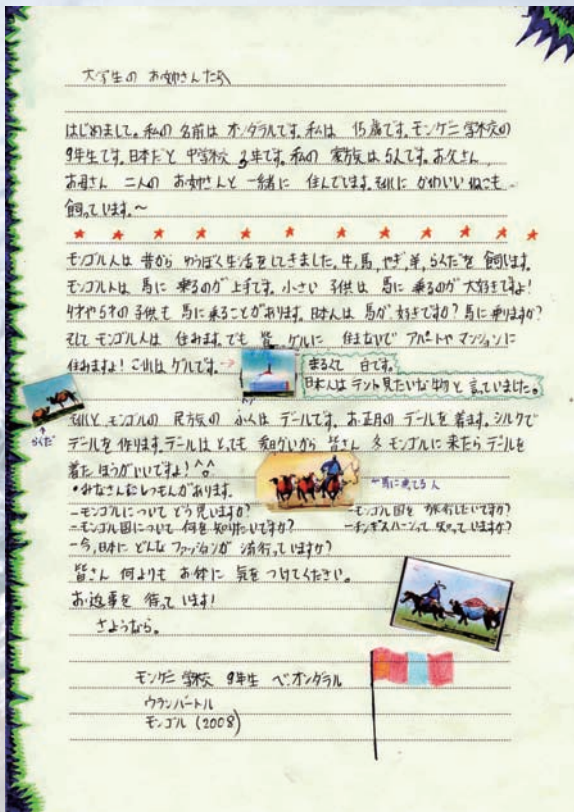 大学生の お姉さんたちへ
はじめまして。私の 名前は オンダラルです。私は 15歳です。モンゲニ 学校の
9年生です。日本だと 中学校 3年です。私の 家族は 5人です。お父さん、
お母さん 二人の お姉さんと 一緒に 住んでいます。それに かわいい ねこも
飼っています。~
モンゴル人は 昔から ゆうぼく生活を してきました。牛,馬,やぎ,羊,らくだを 飼います。
モンゴル人は 馬に 乗るのが 上手です。小さい 子供は 馬に 乗るのが 大好きですよ!
4才や5才の 子供も 馬に 乗ることが あります。日本人は 馬が 好きですか? 馬に 乗りますか?
そして モンゴル人は 住みます。でも 皆 ゲルに 住まないで アパートや マンションに
住みますよ! これは ゲルです。→
まるくて 白です。
日本人は テント見たいな 物と 言っていました。
ドア
らくだ
それと、モンゴルの 民方族の ふくは デールです。お正月の デールを 着ます。シルクで
デールを 作ります。デールは とっても 暖かいから 皆さん 冬 モンゴルに 来たら デールを
着た ほうが いいですよ! ^^
←馬に乗ってる人
•みなさんにしつもんがあります。
-モンゴルについて どう思いますか?
-モンゴル国を 旅行したいですか?
-モンゴル国について 何を 知りたいですか?
-チンギスハーンって 知っていますか?
-今,日本に どんな ファッションが 流行っていますか?
皆さん 何よりも お体に 気を つけてください。
お返事を 待って います!
さようなら。
モンゲニ 学校 9年生 べ.オンダラル
ウランバートル
モンゴル (2008)